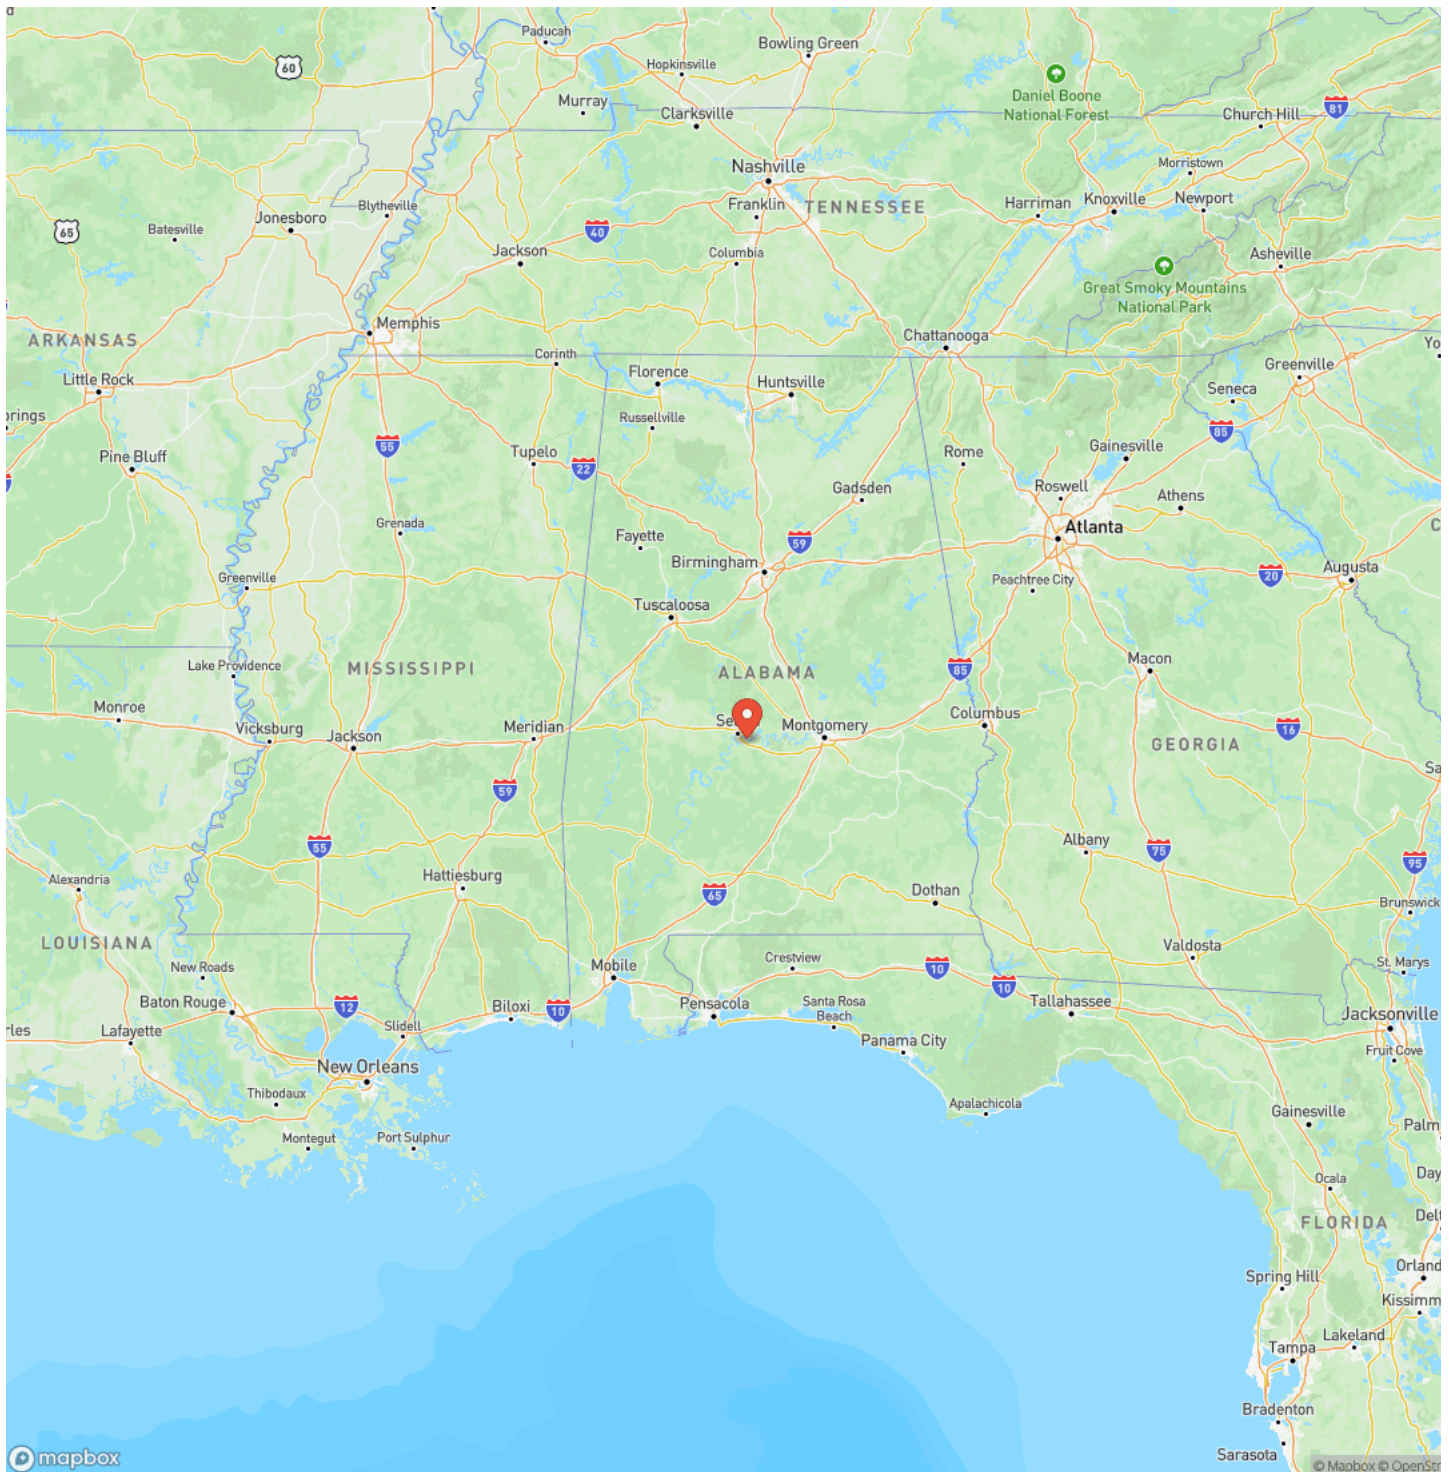 Paducah
Bowling Green
60
Hopkinsville
Daniel Boone
National Forest
Murray
Clarksville
81
Church Hill
Nashville
Morristown
Blytheville
Franklin
TENNESSEE
Harriman
Knoxville
Newport
Jonesboro
65
Batesville
40
Jackson
Columbia
Asheville
Great Smoky Mountains
National Park
Memphis
ARKANSAS
Chattanooga
Corinth
Greenville
Little Rock
Florence
Huntsville
Seneca
Russellville
55
85
Gainesville
Pine Bluff
Tupelo
22
Rome
Gadsden
Roswell
Athens
Grenada
Atlanta
Fayette
59
Birmingham
Greenville
Peachtree City
20
Augusta
Tuscaloosa
Lake Providence
MISSISSIPPI
ALABAMA
85
Macon
Monroe
Vicksburg
Jackson
Meridian
Montgomery
Columbus
16
GEORGIA
59
55
Albany
75
95
Alexandria
Hattiesburg
65
Dothan
Brunswick
LOUISIANA
Valdosta
New Roads
Mobile
Crestview
10
St. Marys
Baton Rouge
12
Biloxi
10
Pensacola
Santa Rosa
Beach
10
Tallahassee
Jacksonville
Lafayette
Slidell
Panama City
Fruit Cove
New Orleans
Thibodaux
Apalachicola
Gainesville
Montegut
Port Sulphur
Ocala
FLORIDA
Spring Hill
Lakeland
Tampa
Bradenton
Sarasota
mapbox
© Mapbox © OpenStr